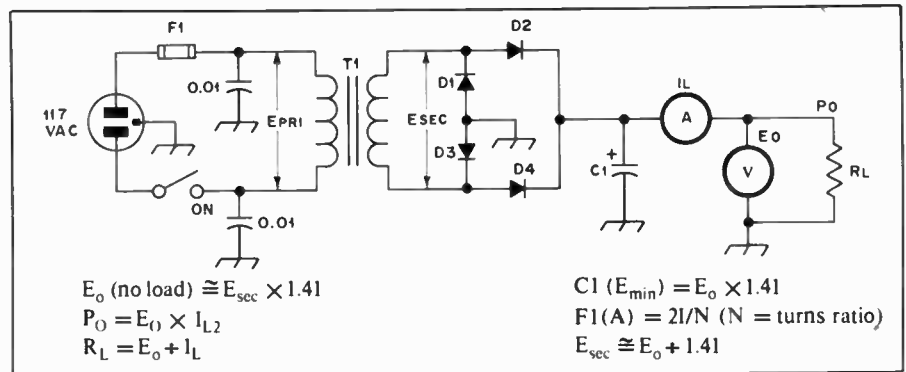 F1
T1
D2
0.01
117
VAC
EPRI
ESEC
D1
D3
D4
IL
A
PO
EO
V
RL
+
C1
ON
0.01
Eo (no load) ≅ Esec × 1.41
PO = EO × IL2
RL = Eo + IL
C1 (Emin) = Eo × 1.41
F1(A) = 2I/N (N = turns ratio)
Esec ≅ Eo + 1.41